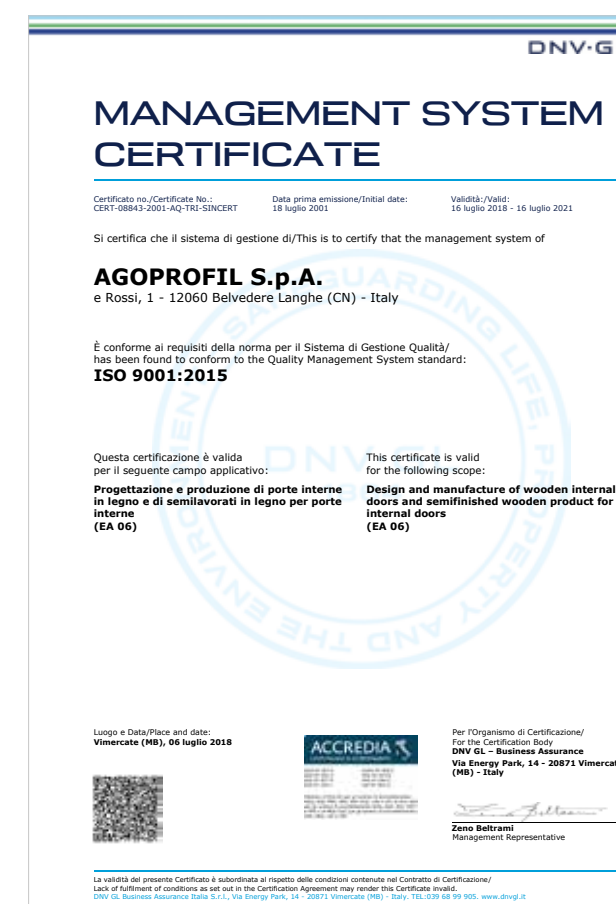 DNV·G
MANAGEMENT SYSTEM
CERTIFICATE
Certificato no./Certificate No.:
CERT-08843-2001-AQ-TRI-SINCERT
Data prima emissione/Initial date:
18 luglio 2001
Validità:/Valid:
16 luglio 2018 - 16 luglio 2021
Si certifica che il sistema di gestione di/This is to certify that the management system of
AGOPROFIL S.p.A.
e Rossi, 1 - 12060 Belvedere Langhe (CN) - Italy
È conforme ai requisiti della norma per il Sistema di Gestione Qualità/
has been found to conform to the Quality Management System standard:
ISO 9001:2015
Questa certificazione è valida
per il seguente campo applicativo:
Progettazione e produzione di porte interne
in legno e di semilavorati in legno per porte
interne
(EA 06)
This certificate is valid
for the following scope:
Design and manufacture of wooden internal
doors and semifinished wooden product for
internal doors
(EA 06)
SAFEGUARDING LIFE, PROPERTY AND THE ENVIRONMENT
DNV·GL
Luogo e Data/Place and date:
Vimercate (MB), 06 luglio 2018
ACCREDIA
Per l'Organismo di Certificazione/
For the Certification Body
DNV GL – Business Assurance
Via Energy Park, 14 - 20871 Vimercat
(MB) - Italy
Zeno Beltrami
Zeno Beltrami
Management Representative
La validità del presente Certificato è subordinata al rispetto delle condizioni contenute nel Contratto di Certificazione/
Lack of fulfilment of conditions as set out in the Certification Agreement may render this Certificate invalid.
DNV GL Business Assurance Italia S.r.l., Via Energy Park, 14 - 20871 Vimercate (MB) - Italy. TEL:039 68 99 905. www.dnvgl.it